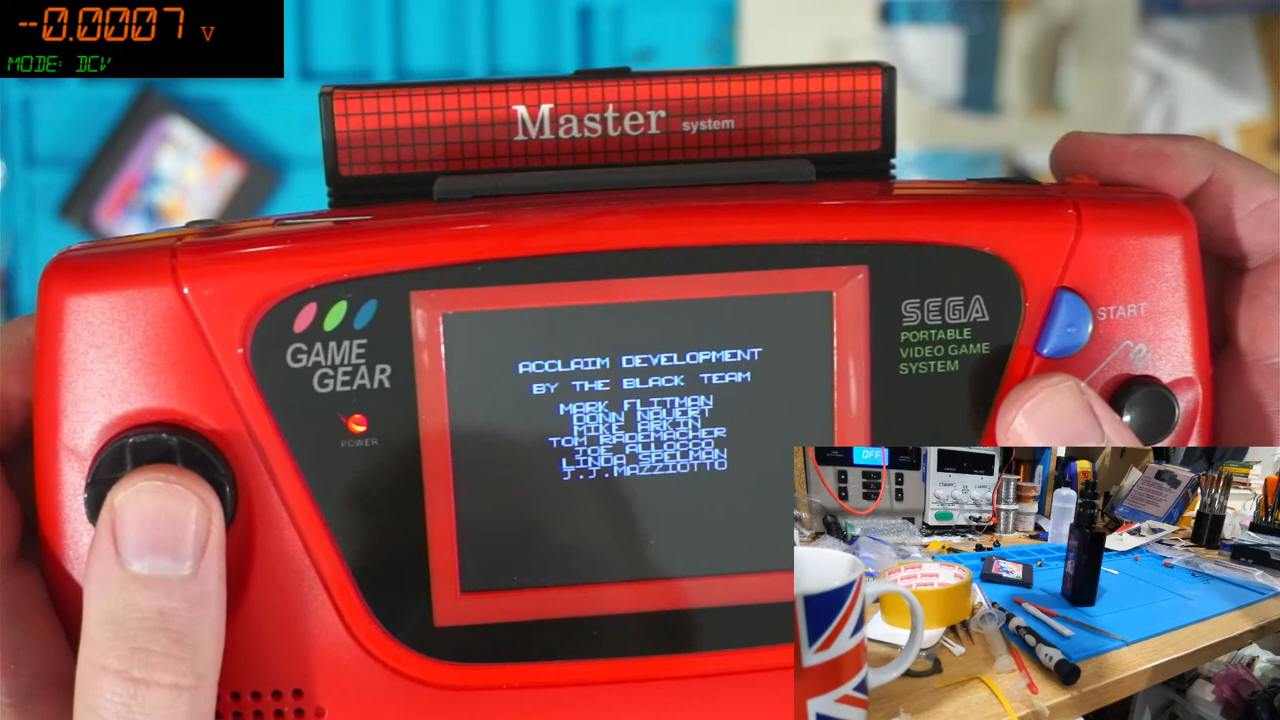 -0.0007 V
MODE: DCV
Master system
GAME GEAR
POWER
SEGA
PORTABLE
VIDEO GAME
SYSTEM
START
ACCLAIM DEVELOPMENT
BY THE BLACK TEAM
MARK FLITMAN
DONN NAUERT
MIKE ARKIN
TOM RADEMACHER
JOE ALLOCCO
LINDA SPELMAN
J.J.MAZZIOTTO
OFF